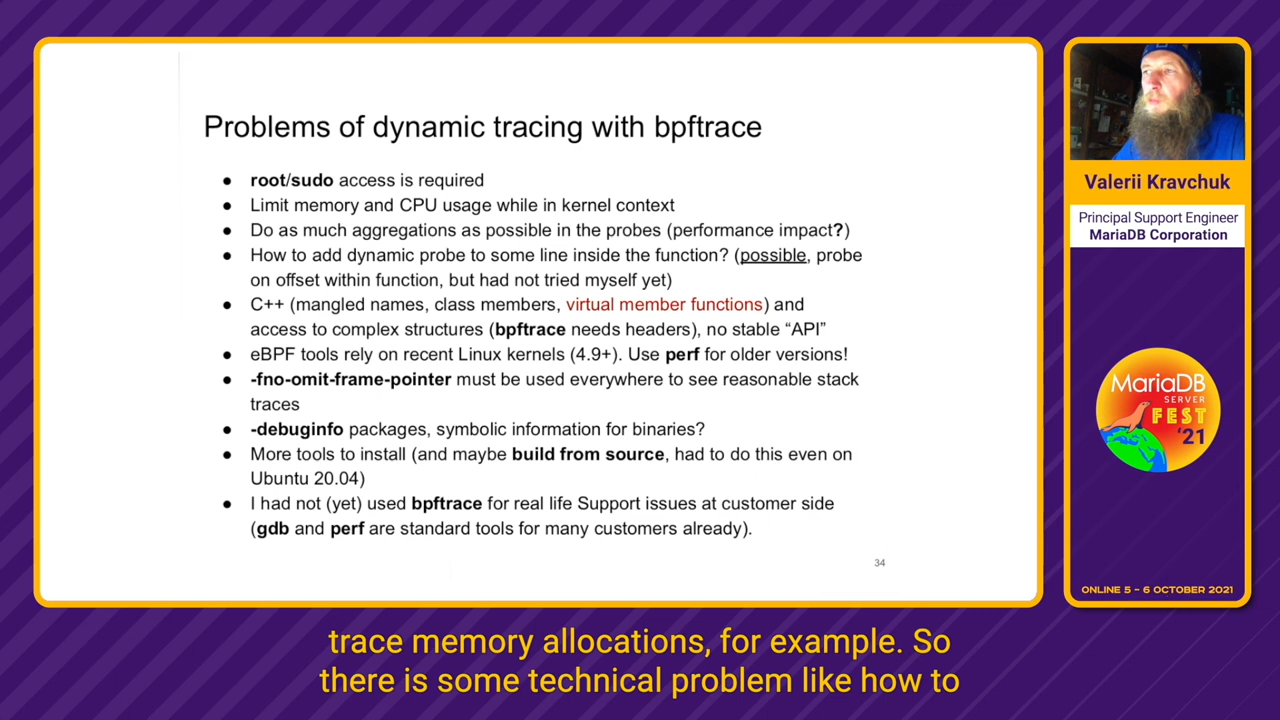 Problems of dynamic tracing with bpftrace
● root/sudo access is required
● Limit memory and CPU usage while in kernel context
● Do as much aggregations as possible in the probes (performance impact?)
● How to add dynamic probe to some line inside the function? (possible, probe
on offset within function, but had not tried myself yet)
● C++ (mangled names, class members, virtual member functions) and
access to complex structures (bpftrace needs headers), no stable “API”
● eBPF tools rely on recent Linux kernels (4.9+). Use perf for older versions!
● -fno-omit-frame-pointer must be used everywhere to see reasonable stack
traces
● -debuginfo packages, symbolic information for binaries?
● More tools to install (and maybe build from source, had to do this even on
Ubuntu 20.04)
● I had not (yet) used bpftrace for real life Support issues at customer side
(gdb and perf are standard tools for many customers already).
34
Valerii Kravchuk
Principal Support Engineer
MariaDB Corporation
MariaDB
SERVER
FEST
'21
ONLINE 5 - 6 OCTOBER 2021
trace memory allocations, for example. So
there is some technical problem like how to